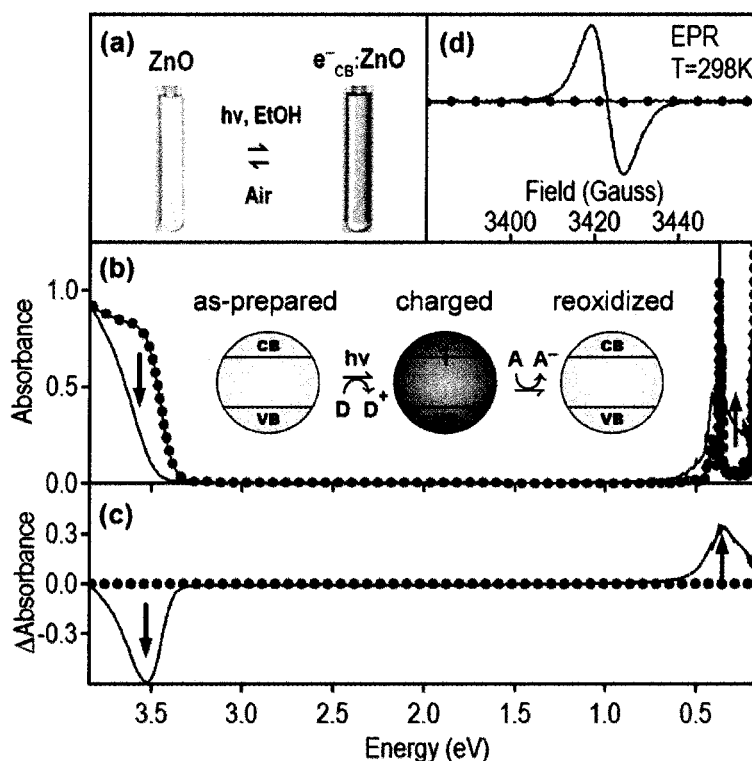 (a)
ZnO
e⁻CB:ZnO
hν, EtOH
⇌
Air
(d)
EPR
T=298K
Field (Gauss)
3400 3420 3440
(b)
as-prepared charged reoxidized
CB
VB
hν
D D⁺
A A⁻
CB
VB
Absorbance
1.0
0.5
0.0
(c)
ΔAbsorbance
0.3
0.0
-0.3
3.5 3.0 2.5 2.0 1.5 1.0 0.5
Energy (eV)